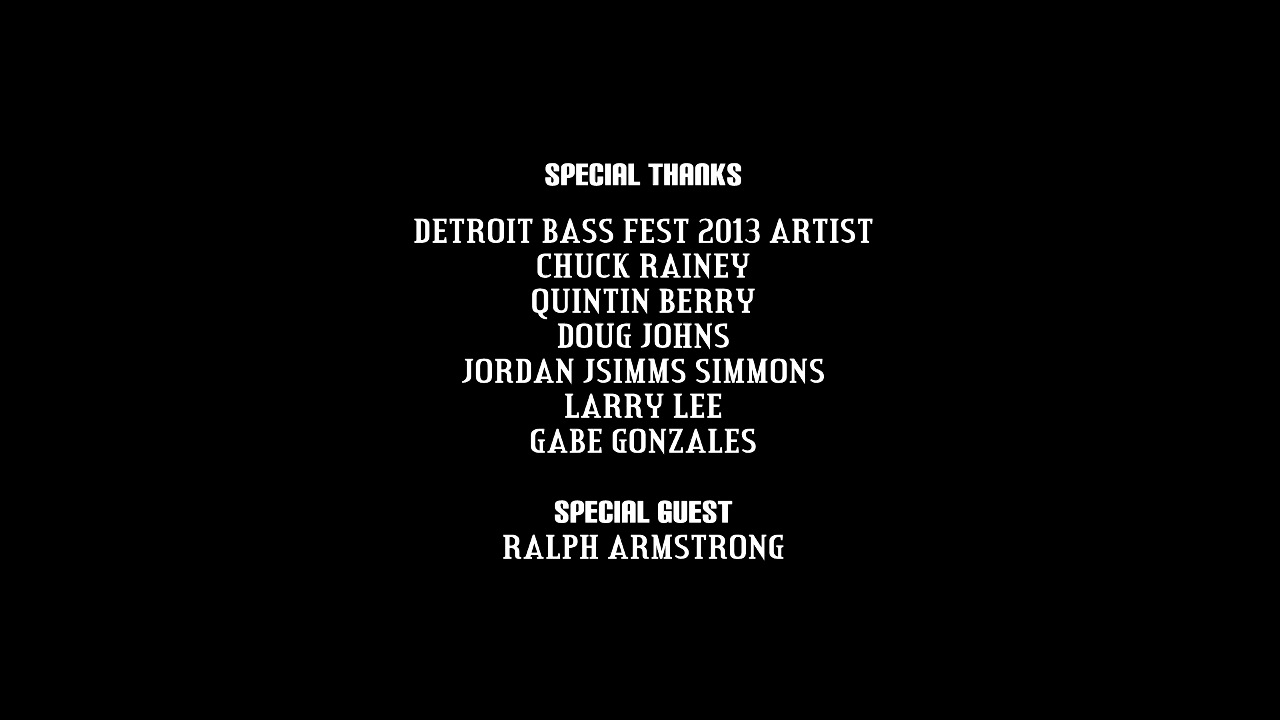 SPECIAL THANKS
DETROIT BASS FEST 2013 ARTIST
CHUCK RAINEY
QUINTIN BERRY
DOUG JOHNS
JORDAN JSIMMS SIMMONS
LARRY LEE
GABE GONZALES
SPECIAL GUEST
RALPH ARMSTRONG